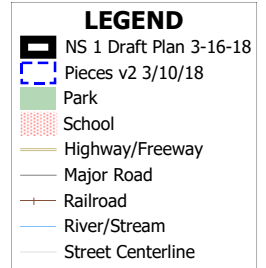 LEGEND
NS 1 Draft Plan 3-16-18
Pieces v2 3/10/18
Park
School
Highway/Freeway
Major Road
Railroad
River/Stream
Street Centerline